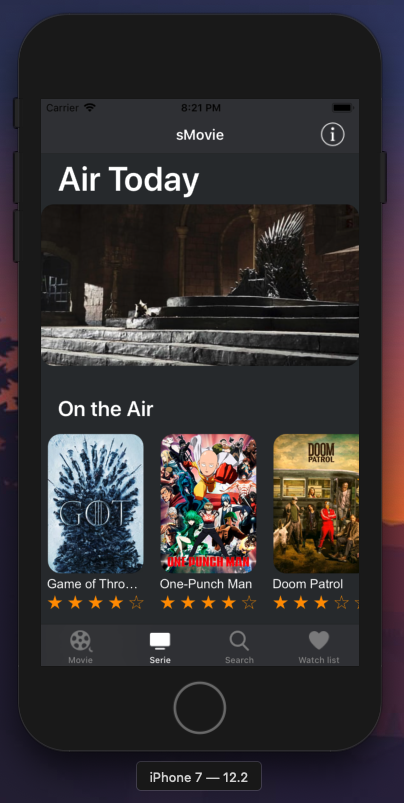 Carrier 8:21 PM
sMovie
i
Air Today
On the Air
GOT
ONE-PUNCH MAN
DOOM
PATROL
Game of Thro...
One-Punch Man
Doom Patrol
Movie
Serie
Search
Watch list
iPhone 7 — 12.2